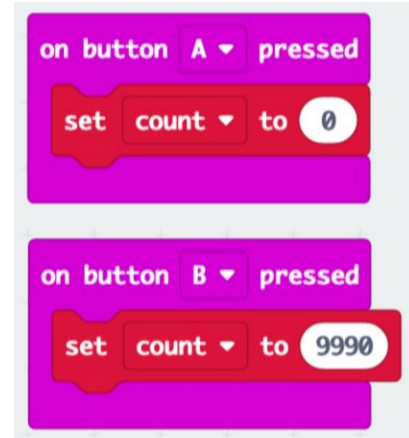 on button A pressed
set count to 0
on button B pressed
set count to 9990